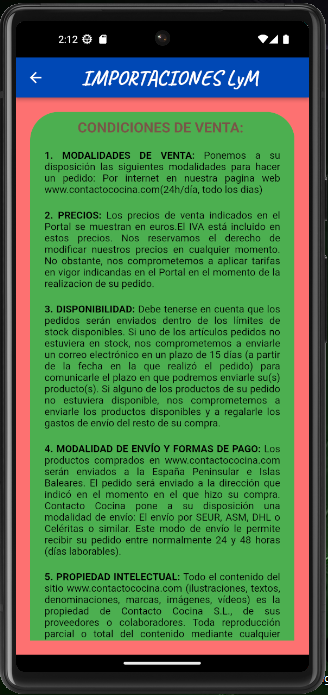 2:12
IMPORTACIONES LyM
CONDICIONES DE VENTA:
1. MODALIDADES DE VENTA: Ponemos a su
disposición las siguientes modalidades para hacer
un pedido: Por internet en nuestra pagina web
www.contactococina.com(24h/día, todo los dias)
2. PRECIOS: Los precios de venta indicados en el
Portal se muestran en euros.El IVA está incluido en
estos precios. Nos reservamos el derecho de
modificar nuestros precios en cualquier momento.
No obstante, nos comprometemos a aplicar tarifas
en vigor indicandas en el Portal en el momento de la
realizacion de su pedido.
3. DISPONIBILIDAD: Debe tenerse en cuenta que los
pedidos serán enviados dentro de los límites de
stock disponibles. Si uno de los artículos pedidos no
estuviera en stock, nos comprometemos a enviarle
un correo electrónico en un plazo de 15 días (a partir
de la fecha en la que realizó el pedido) para
comunicarle el plazo en que podremos enviarle su(s)
producto(s). Si alguno de los productos de su pedido
no estuviera disponible, nos comprometemos a
enviarle los productos disponibles y a regalarle los
gastos de envío del resto de su compra.
4. MODALIDAD DE ENVÍO Y FORMAS DE PAGO: Los
productos comprados en www.contactococina.com
serán enviados a la España Peninsular e Islas
Baleares. El pedido será enviado a la dirección que
indicó en el momento en el que hizo su compra.
Contacto Cocina pone a su disposición una
modalidad de envío: El envío por SEUR, ASM, DHL o
Celéritas o similar. Este modo de envío le permite
recibir su pedido entre normalmente 24 y 48 horas
(días laborables).
5. PROPIEDAD INTELECTUAL: Todo el contenido del
sitio www.contactococina.com (ilustraciones, textos,
denominaciones, marcas, imágenes, vídeos) es la
propiedad de Contacto Cocina S.L., de sus
proveedores o colaboradores. Toda reproducción
parcial o total del contenido mediante cualquier